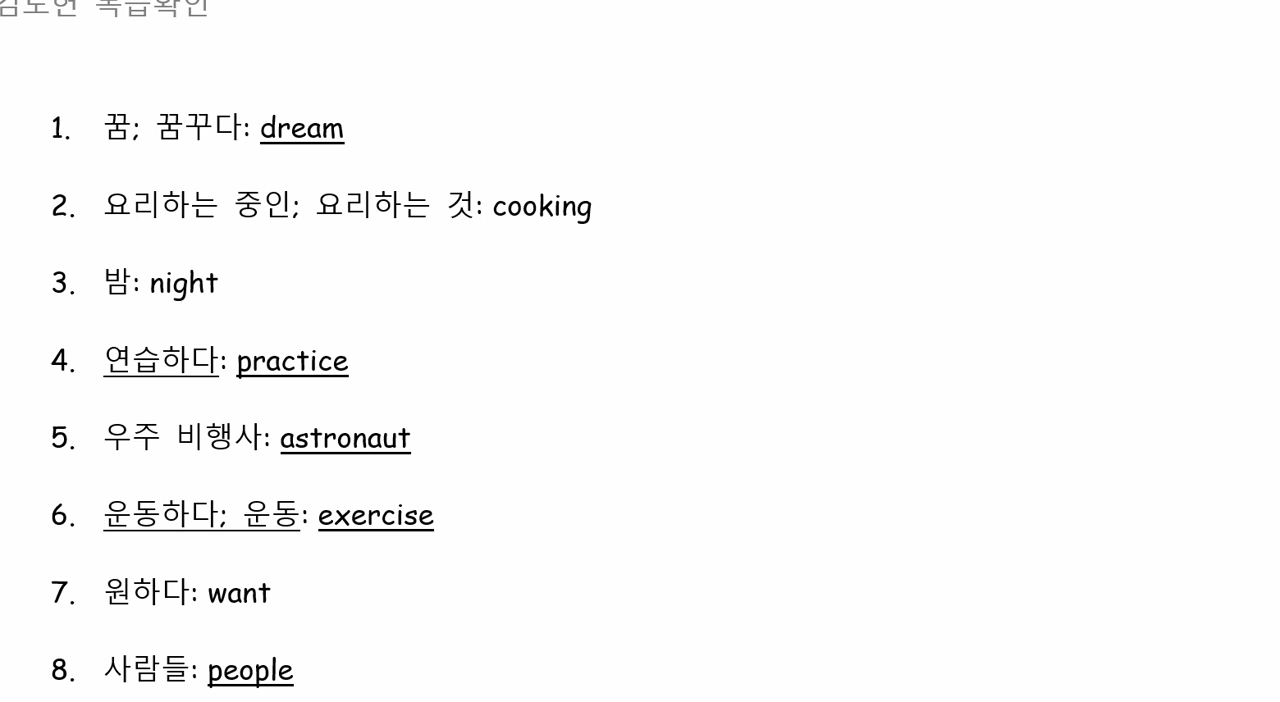 김도현 복습확인
1. 꿈; 꿈꾸다: dream
2. 요리하는 중인; 요리하는 것: cooking
3. 밤: night
4. 연습하다: practice
5. 우주 비행사: astronaut
6. 운동하다; 운동: exercise
7. 원하다: want
8. 사람들: people